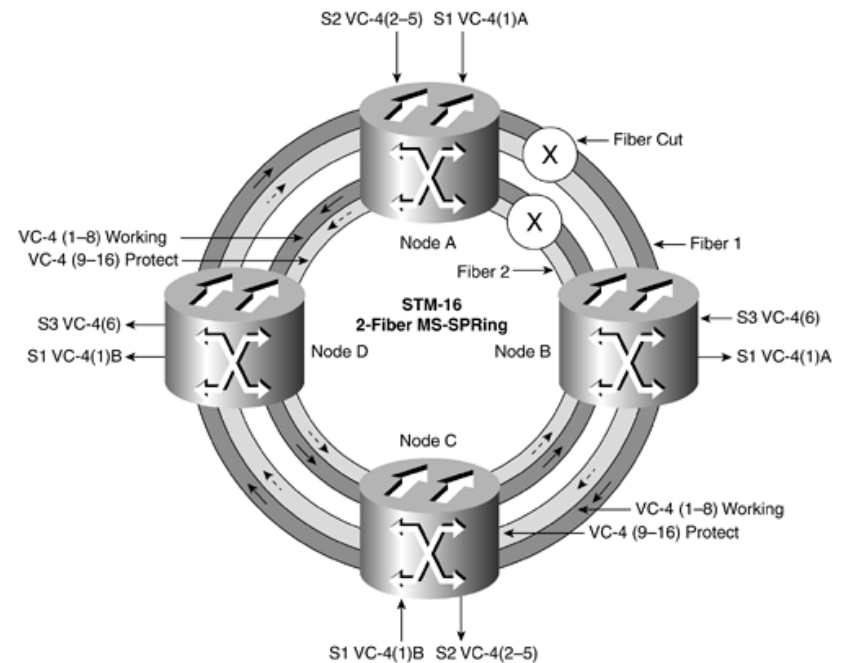 S2 VC-4(2–5) S1 VC-4(1)A
X
Fiber Cut
X
Node A
VC-4 (1–8) Working
VC-4 (9–16) Protect
Fiber 1
Fiber 2
STM-16
2-Fiber MS-SPRing
S3 VC-4(6)
S1 VC-4(1)B
Node D
Node B
S3 VC-4(6)
S1 VC-4(1)A
Node C
VC-4 (1–8) Working
VC-4 (9–16) Protect
S1 VC-4(1)B S2 VC-4(2–5)